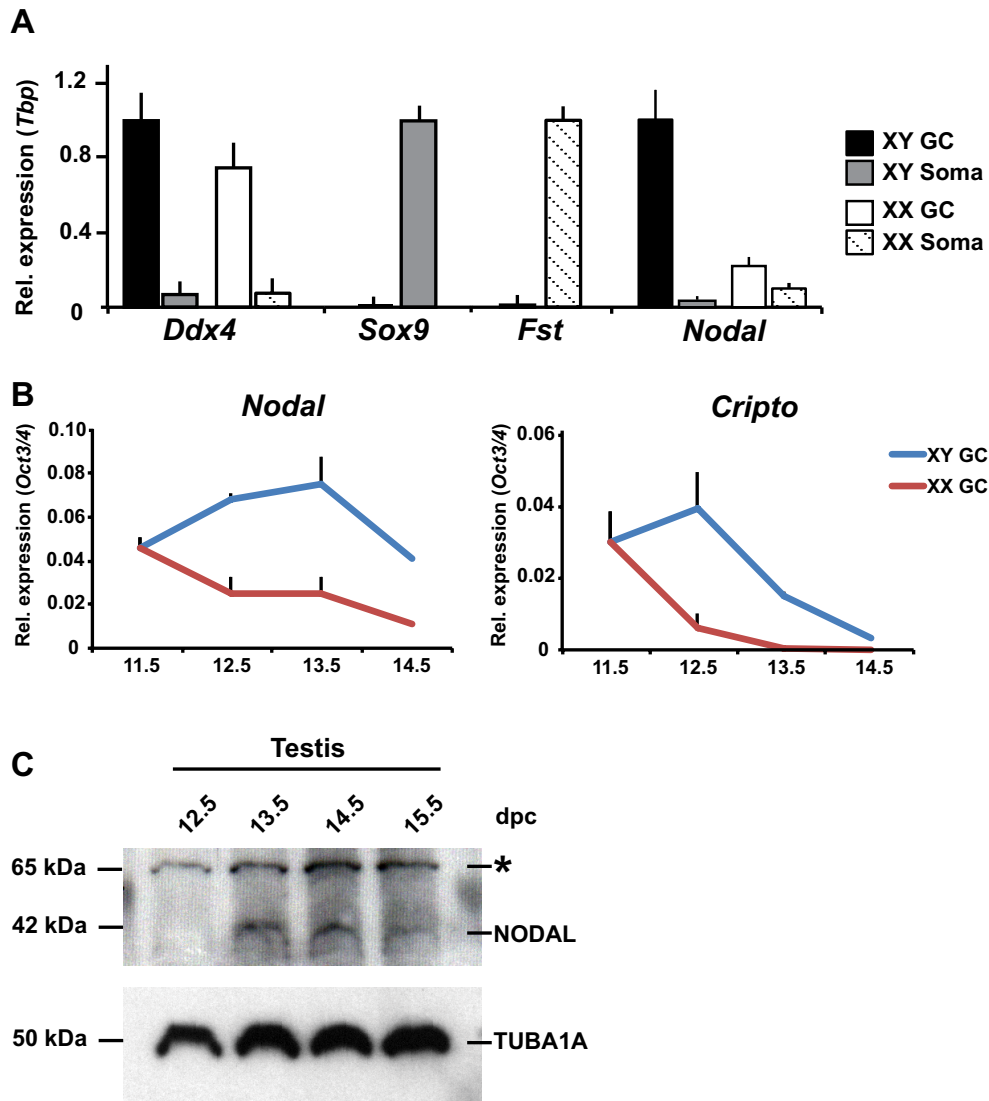 A
Rel. expression (Tbp)
1.2
0.8
0.4
0
Ddx4
Sox9
Fst
Nodal
XY GC
XY Soma
XX GC
XX Soma
B
Nodal
Rel. expression (Oct3/4)
0.10
0.08
0.06
0.04
0.02
0
11.5
12.5
13.5
14.5
Cripto
Rel. expression (Oct3/4)
0.06
0.04
0.02
0
11.5
12.5
13.5
14.5
XY GC
XX GC
C
Testis
12.5
13.5
14.5
15.5
dpc
65 kDa
*
42 kDa
NODAL
50 kDa
TUBA1A